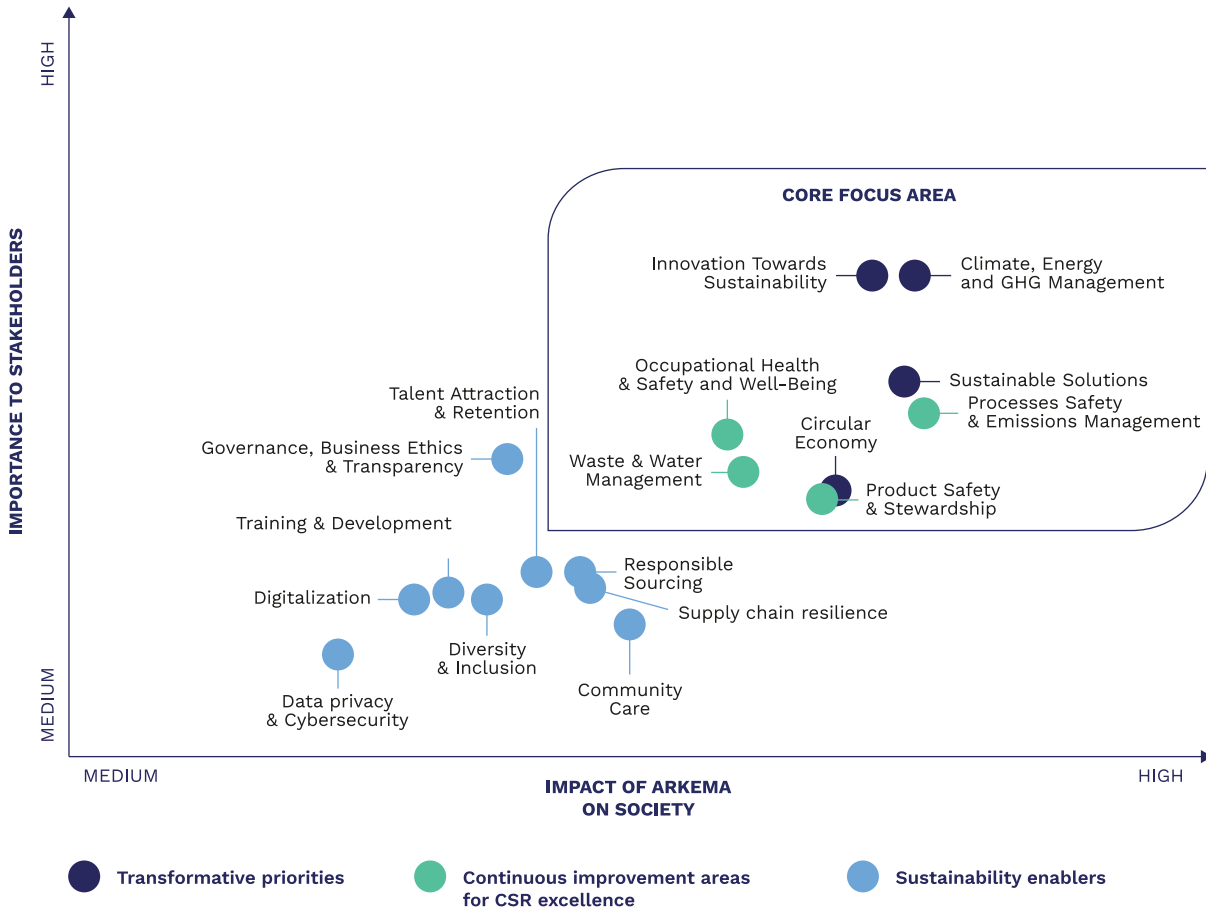 HIGH
IMPORTANCE TO STAKEHOLDERS
MEDIUM
CORE FOCUS AREA
Innovation Towards
Sustainability
Climate, Energy
and GHG Management
Occupational Health
& Safety and Well-Being
Sustainable Solutions
Processes Safety
& Emissions Management
Talent Attraction
& Retention
Circular
Economy
Governance, Business Ethics
& Transparency
Waste & Water
Management
Product Safety
& Stewardship
Training & Development
Responsible
Sourcing
Digitalization
Supply chain resilience
Diversity
& Inclusion
Community
Care
Data privacy
& Cybersecurity
MEDIUM
HIGH
IMPACT OF ARKEMA
ON SOCIETY
Transformative priorities
Continuous improvement areas
for CSR excellence
Sustainability enablers